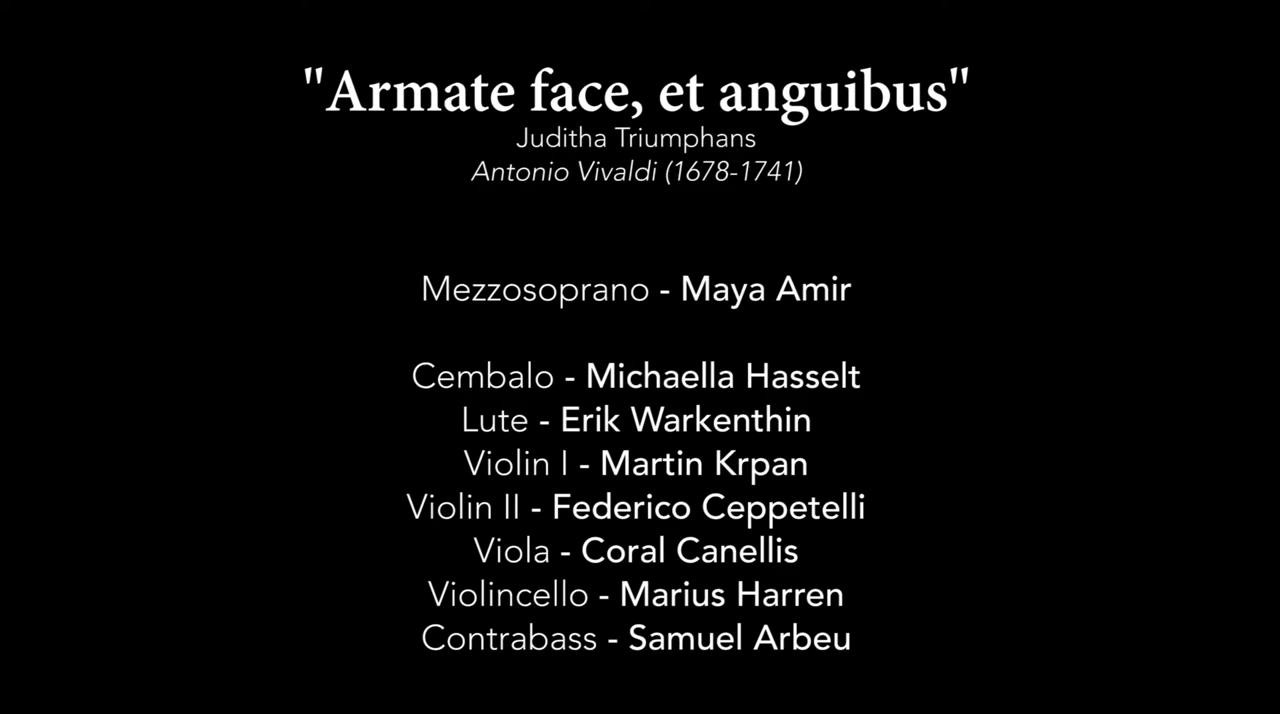 "Armate face, et anguibus"
Juditha Triumphans
Antonio Vivaldi (1678-1741)
Mezzosoprano - Maya Amir
Cembalo - Michaella Hasselt
Lute - Erik Warkenthin
Violin I - Martin Krpan
Violin II - Federico Ceppetelli
Viola - Coral Canellis
Violincello - Marius Harren
Contrabass - Samuel Arbeu